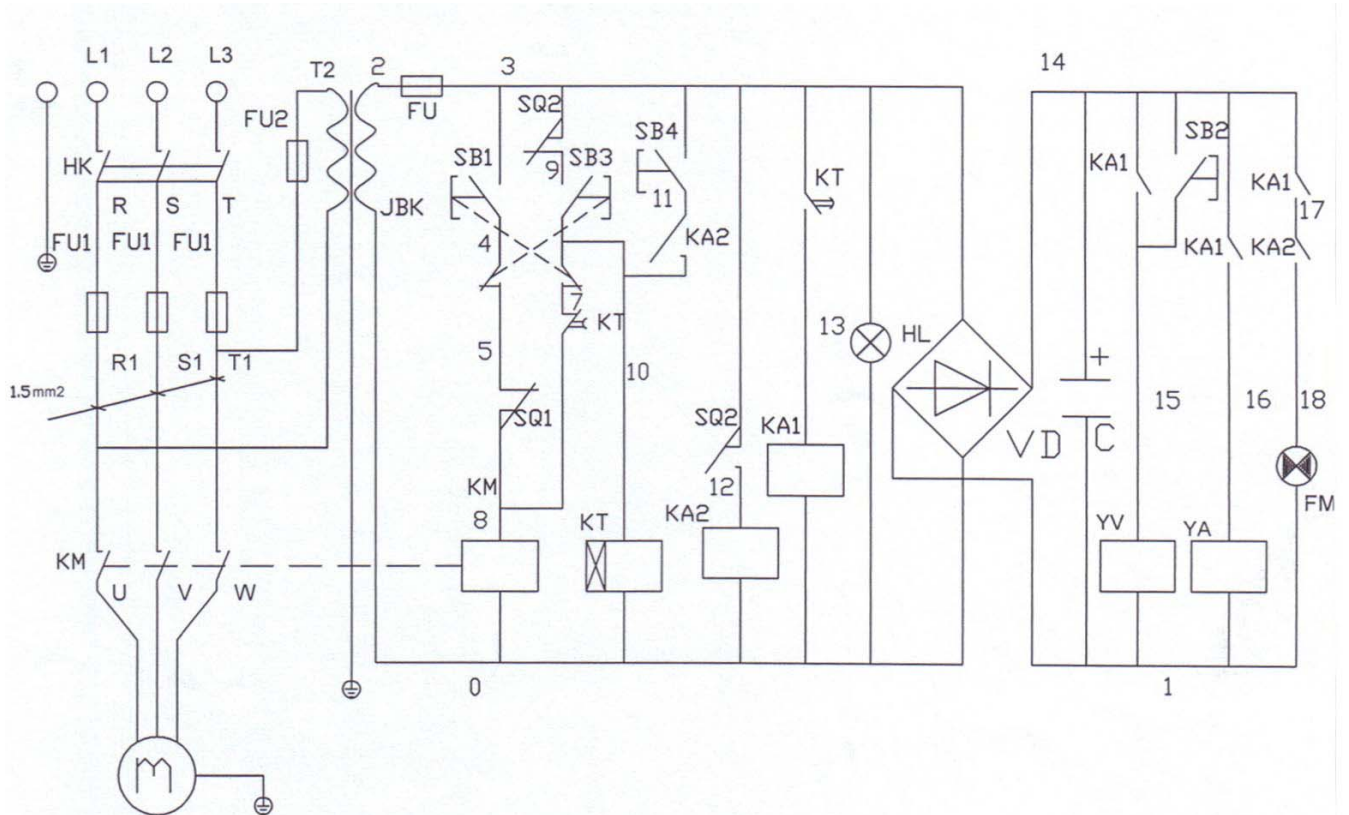 L1 L2 L3
T2
2
3
14
FU2
FU
SQ2
SB4
SB2
HK
SB1
9
SB3
KA1
KT
KA1
R S T
JBK
11
17
FU1 FU1 FU1
4
KA2
KA1 KA2
7
KT
13
HL
R1 S1 T1
5
10
+
1.5mm2
SQ1
SQ2
KA1
VD
C
15
16
18
KM
12
8
KT
KA2
YV
YA
FM
KM
U V W
0
1